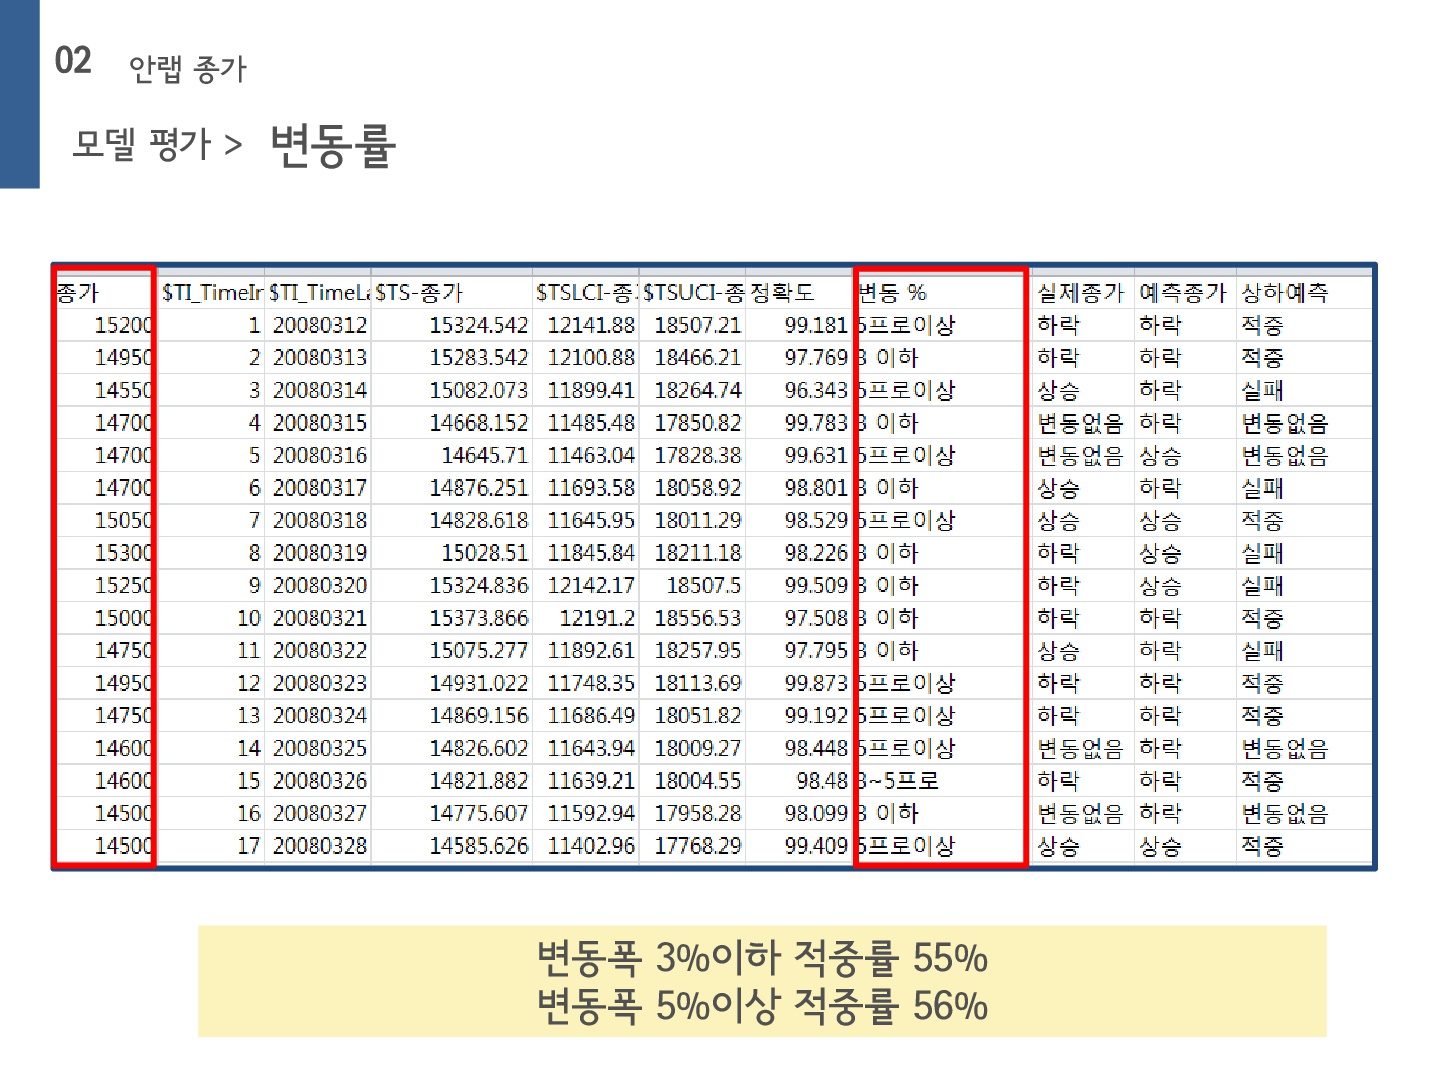 02 안랩 종가
모델 평가 > 변동률
종가 $TI_TimeIr $TI_TimeLa $TS-종가 $TSLCI-종 $TSUCI-종 정확도 변동 % 실제종가 예측종가 상하예측
15200 1 20080312 15324.542 12141.88 18507.21 99.181 5프로이상 하락 하락 적중
14950 2 20080313 15283.542 12100.88 18466.21 97.769 3 이하 하락 하락 적중
14550 3 20080314 15082.073 11899.41 18264.74 96.343 5프로이상 상승 하락 실패
14700 4 20080315 14668.152 11485.48 17850.82 99.783 3 이하 변동없음 하락 변동없음
14700 5 20080316 14645.71 11463.04 17828.38 99.631 5프로이상 변동없음 상승 변동없음
14700 6 20080317 14876.251 11693.58 18058.92 98.801 3 이하 상승 하락 실패
15050 7 20080318 14828.618 11645.95 18011.29 98.529 5프로이상 상승 상승 적중
15300 8 20080319 15028.51 11845.84 18211.18 98.226 3 이하 하락 상승 실패
15250 9 20080320 15324.836 12142.17 18507.5 99.509 3 이하 하락 상승 실패
15000 10 20080321 15373.866 12191.2 18556.53 97.508 3 이하 하락 하락 적중
14750 11 20080322 15075.277 11892.61 18257.95 97.795 3 이하 상승 하락 실패
14950 12 20080323 14931.022 11748.35 18113.69 99.873 5프로이상 하락 하락 적중
14750 13 20080324 14869.156 11686.49 18051.82 99.192 5프로이상 하락 하락 적중
14600 14 20080325 14826.602 11643.94 18009.27 98.448 5프로이상 변동없음 하락 변동없음
14600 15 20080326 14821.882 11639.21 18004.55 98.48 3~5프로 하락 하락 적중
14500 16 20080327 14775.607 11592.94 17958.28 98.099 3 이하 변동없음 하락 변동없음
14500 17 20080328 14585.626 11402.96 17768.29 99.409 5프로이상 상승 상승 적중
변동폭 3%이하 적중률 55%
변동폭 5%이상 적중률 56%